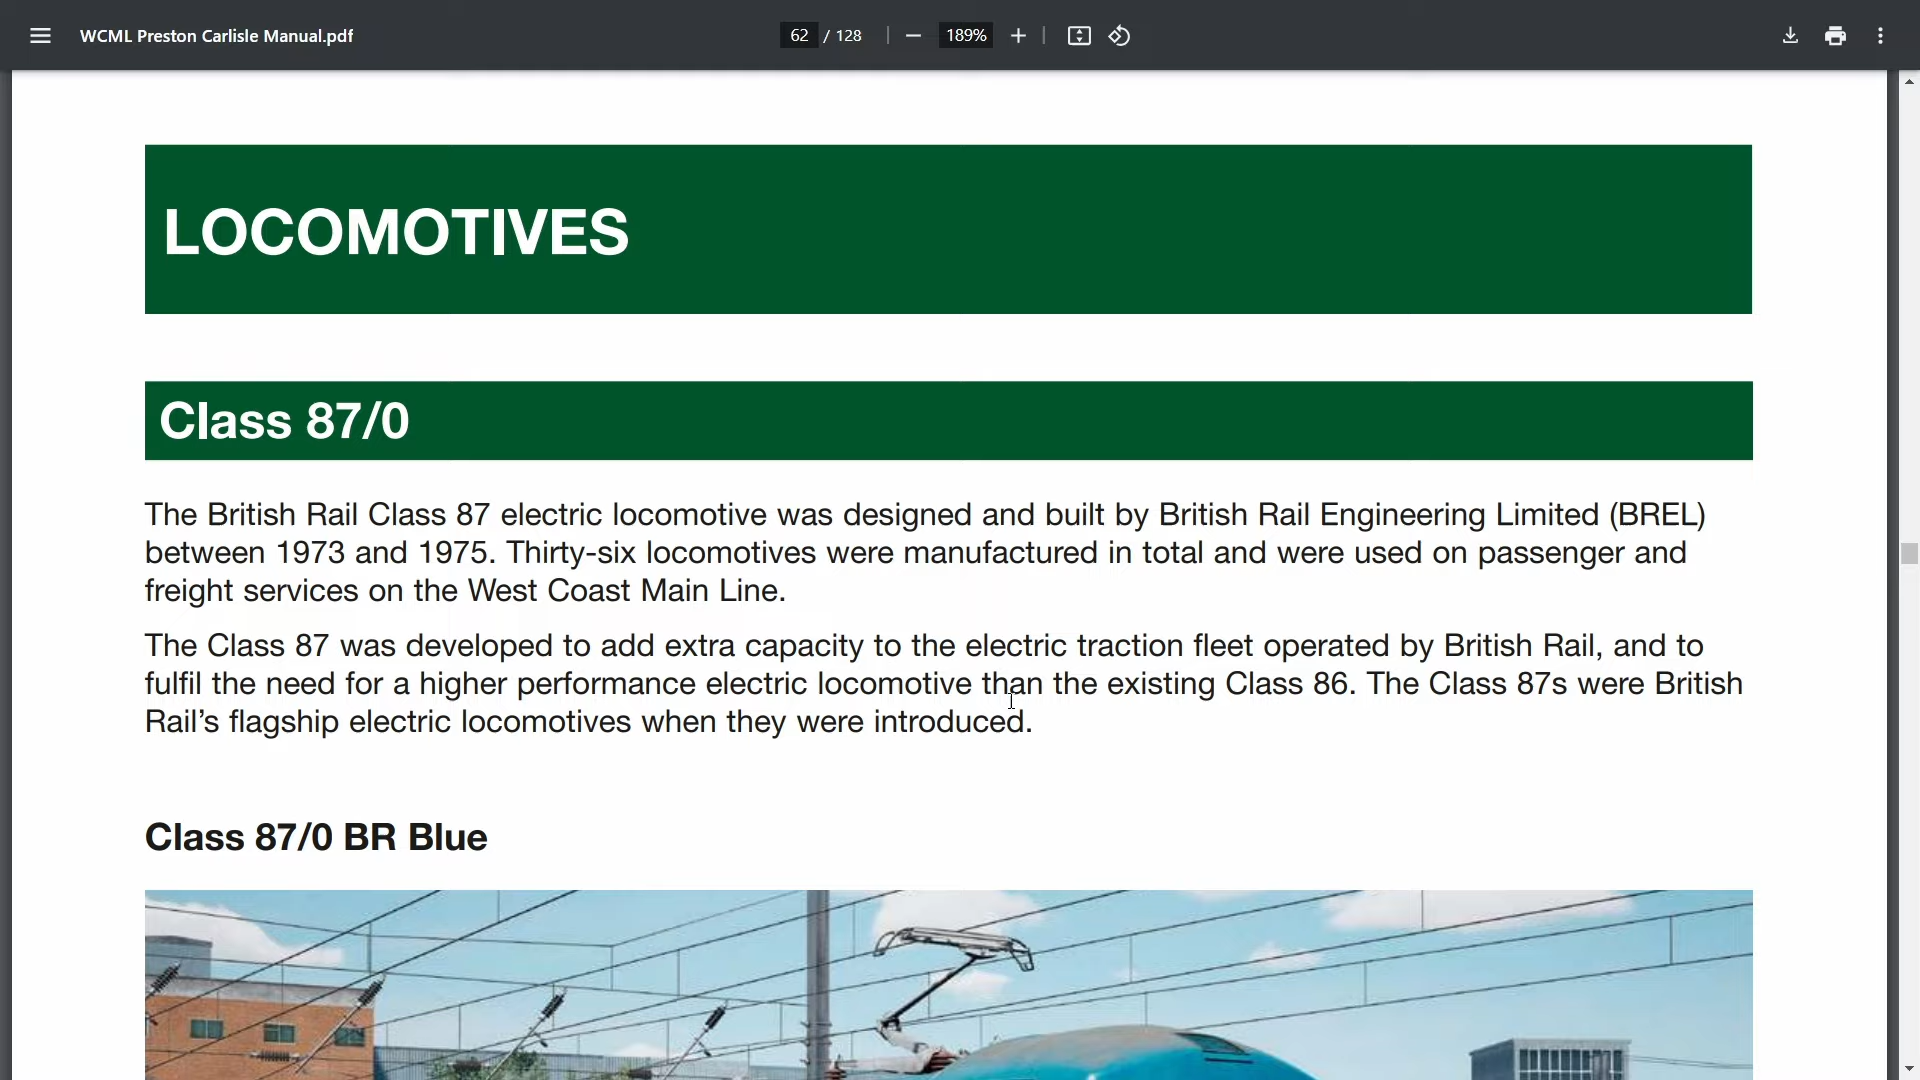 WCML Preston Carlisle Manual.pdf
62 / 128
189%
LOCOMOTIVES
Class 87/0
The British Rail Class 87 electric locomotive was designed and built by British Rail Engineering Limited (BREL)
between 1973 and 1975. Thirty-six locomotives were manufactured in total and were used on passenger and
freight services on the West Coast Main Line.
The Class 87 was developed to add extra capacity to the electric traction fleet operated by British Rail, and to
fulfil the need for a higher performance electric locomotive than the existing Class 86. The Class 87s were British
Rail’s flagship electric locomotives when they were introduced.
Class 87/0 BR Blue